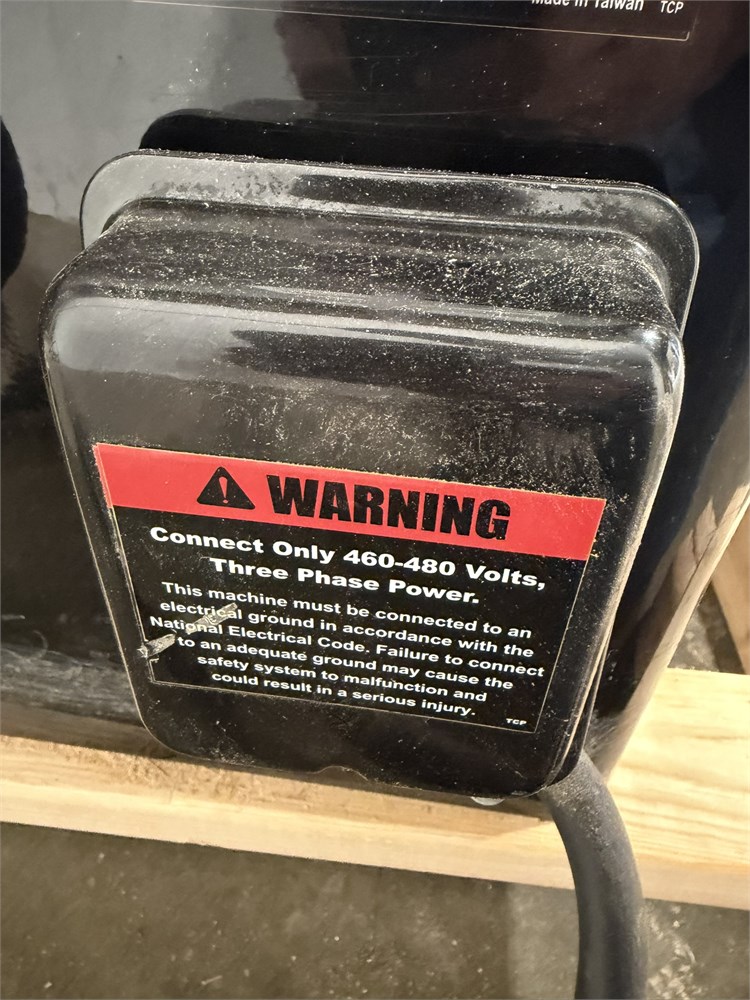 Made in Taiwan TCP
WARNING
Connect Only 460-480 Volts,
Three Phase Power.
This machine must be connected to an
electrical ground in accordance with the
National Electrical Code. Failure to connect
to an adequate ground may cause the
safety system to malfunction and
could result in a serious injury.
TCP